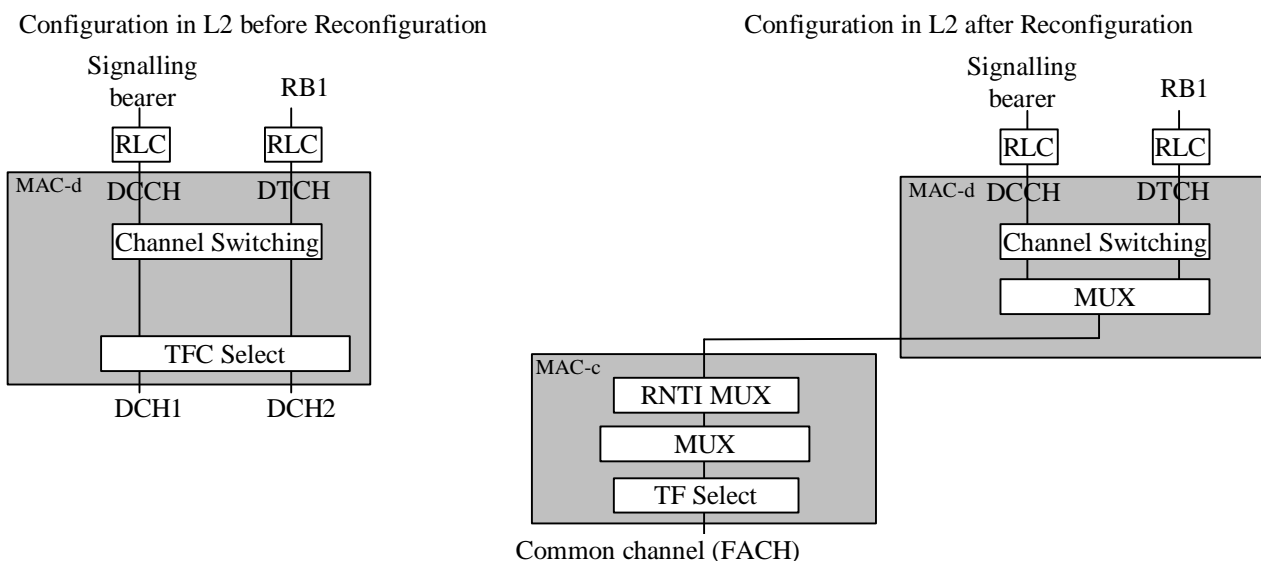 Configuration in L2 before Reconfiguration
Signalling
bearer
RB1
RLC
RLC
MAC-d
DCCH
DTCH
Channel Switching
TFC Select
DCH1
DCH2
Configuration in L2 after Reconfiguration
Signalling
bearer
RB1
RLC
RLC
MAC-d
DCCH
DTCH
Channel Switching
MUX
MAC-c
RNTI MUX
MUX
TF Select
Common channel (FACH)